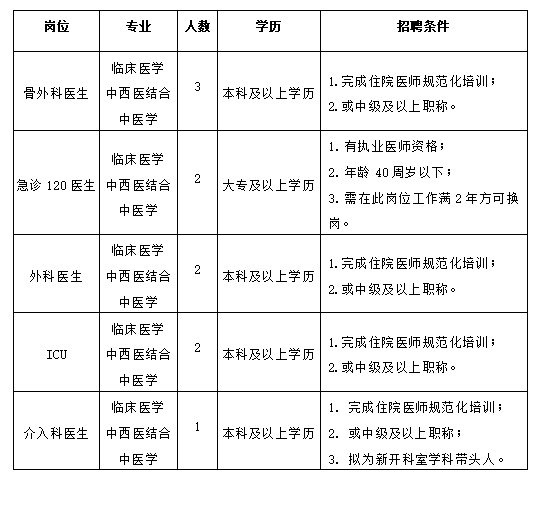 岗位 专业 人数 学历 招聘条件
骨外科医生
临床医学
中西医结合
中医学
3
本科及以上学历
1.完成住院医师规范化培训；
2.或中级及以上职称。
急诊 120 医生
临床医学
中西医结合
中医学
2
大专及以上学历
1.有执业医师资格；
2.年龄 40 周岁以下；
3.需在此岗位工作满 2 年方可换
岗。
外科医生
临床医学
中西医结合
中医学
2
本科及以上学历
1.完成住院医师规范化培训；
2.或中级及以上职称。
ICU
临床医学
中西医结合
中医学
2
本科及以上学历
1.完成住院医师规范化培训；
2.或中级及以上职称。
介入科医生
临床医学
中西医结合
中医学
1
本科及以上学历
1. 完成住院医师规范化培训；
2. 或中级及以上职称；
3. 拟为新开科室学科带头人。